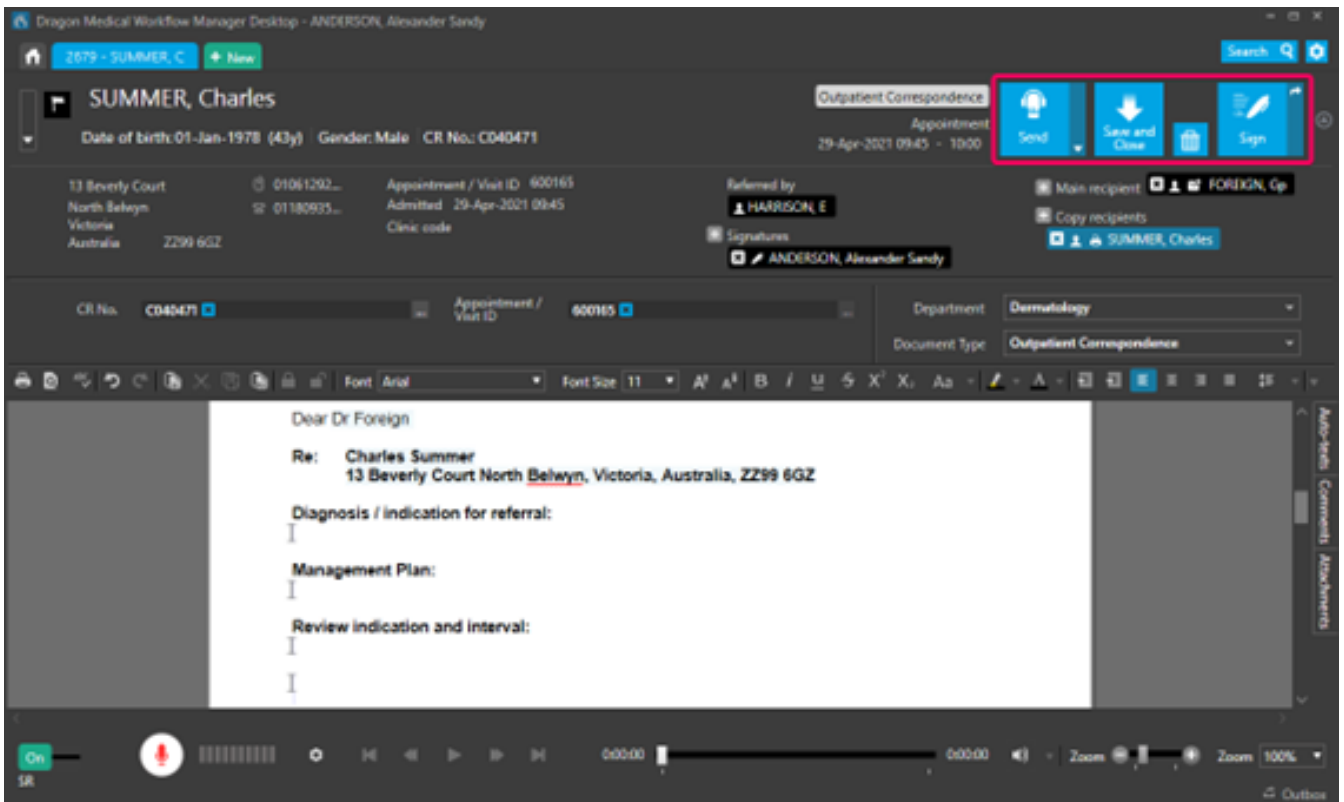 Dragon Medical Workflow Manager Desktop - ANDERSON, Alexander Sandy
2679 - SUMMER, C + New Search
SUMMER, Charles
Date of birth: 01-Jan-1978 (43y) Gender: Male CR No.: C040471
Outpatient Correspondence
Appointment
29-Apr-2021 09:45 - 10:00
Send
Save and Close
Sign
13 Beverly Court
North Belwyn
Victoria
Australia ZZ99 6GZ
01061292...
01180935...
Appointment / Visit ID 600165
Admitted 29-Apr-2021 09:45
Clinic code
Referred by
HARRISON, E
Signatures
ANDERSON, Alexander Sandy
Main recipient FOREIGN, Gp
Copy recipients
SUMMER, Charles
CR No. C040471 ...
Appointment / Visit ID 600165 ...
Department Dermatology
Document Type Outpatient Correspondence
Font Arial Font Size 11 B I U S X² X₂ Aa A
Dear Dr Foreign
Re: Charles Summer
13 Beverly Court North Belwyn, Victoria, Australia, ZZ99 6GZ
Diagnosis / indication for referral:
Management Plan:
Review indication and interval:
Auto-texts
Comments
Attachments
On
SR
0:00:00 0:00:00 Zoom Zoom 100%
Outbox